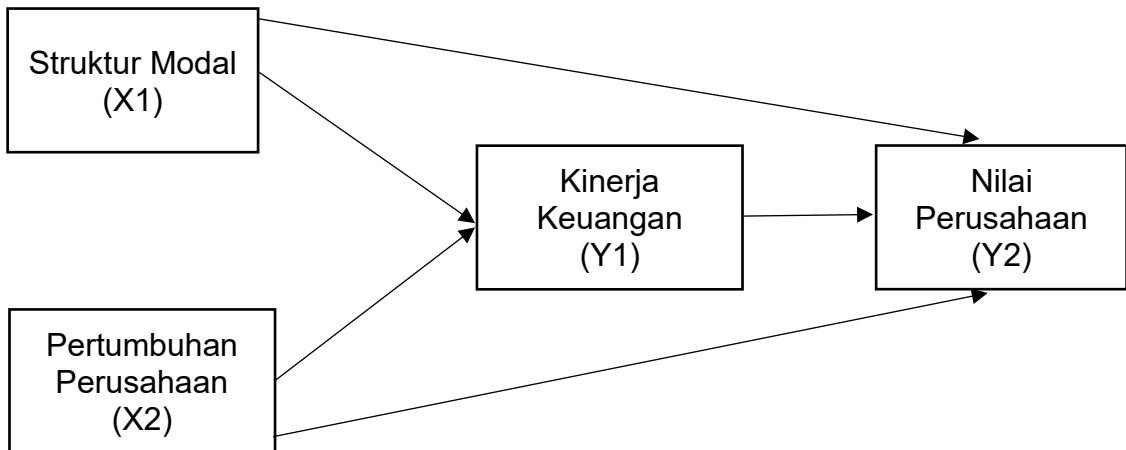 Struktur Modal
(X1)
Kinerja
Keuangan
(Y1)
Nilai
Perusahaan
(Y2)
Pertumbuhan
Perusahaan
(X2)